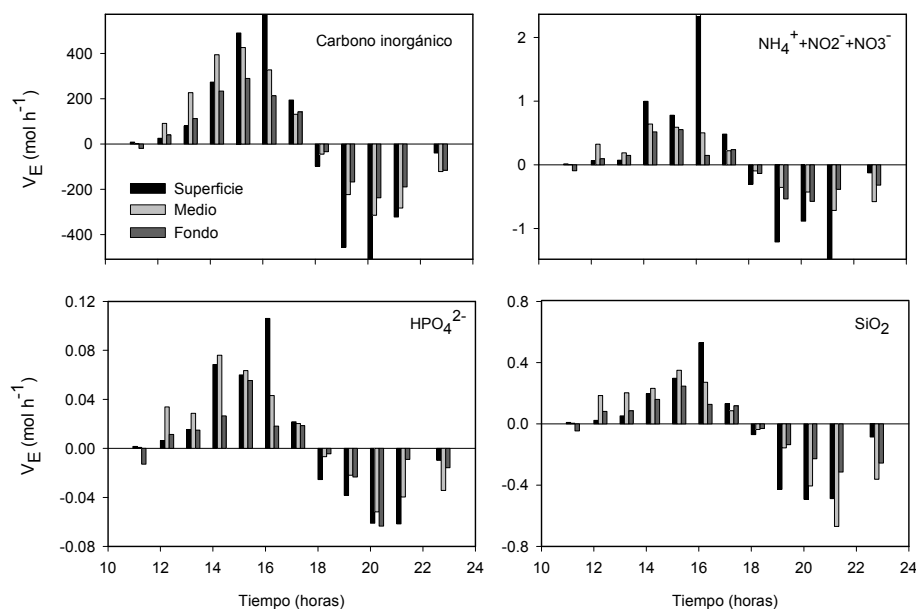 Carbono inorgánico
V_E (mol h⁻¹)
400
200
0
-200
-400
Superficie
Medio
Fondo
NH₄⁺+NO2⁻+NO3⁻
2
1
0
-1
HPO₄²⁻
V_E (mol h⁻¹)
0.12
0.08
0.04
0.00
-0.04
-0.08
10 12 14 16 18 20 22 24
Tiempo (horas)
SiO₂
0.8
0.4
0.0
-0.4
-0.8
10 12 14 16 18 20 22 24
Tiempo (horas)